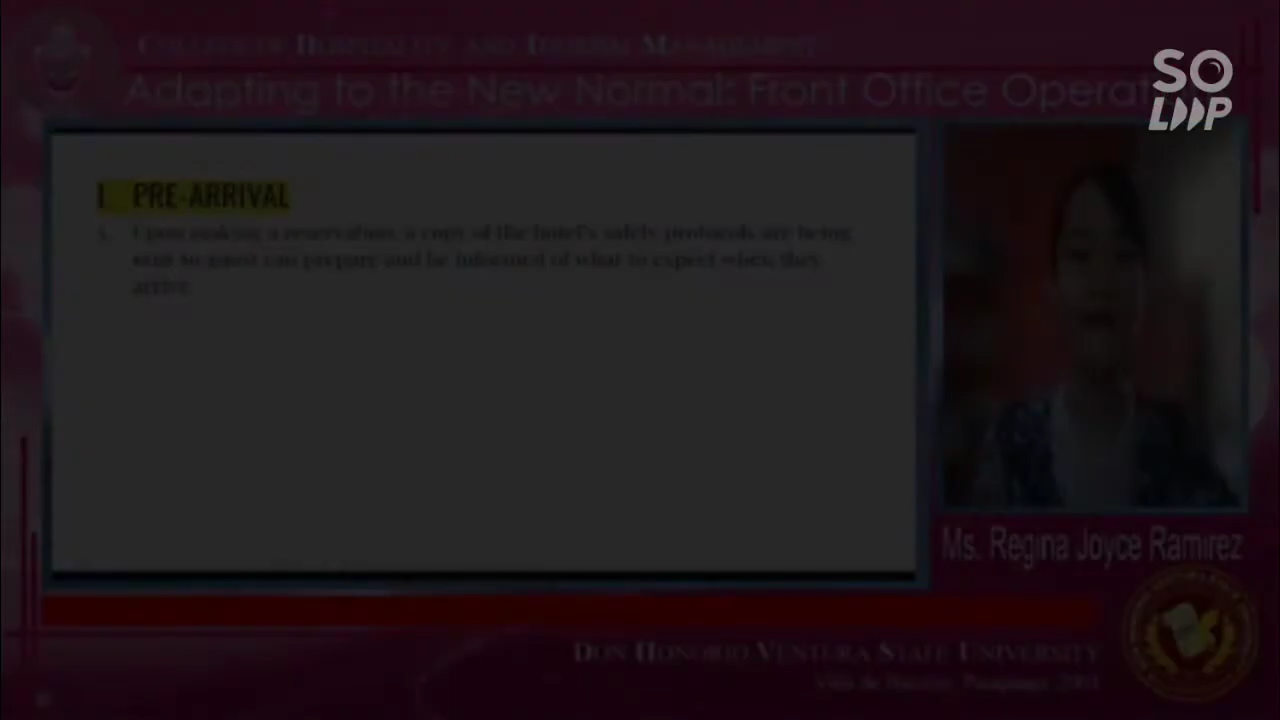 COLLEGE OF HOSPITALITY AND TOURISM MANAGEMENT
Adapting to the New Normal: Front Office Operat
SO
LOOP
I. PRE-ARRIVAL
Upon making a reservation, a copy of the hotel's safety protocols are being
sent so guest can prepare and be informed of what to expect when they
arrive
Ms. Regina Joyce Ramirez
DON HONORIO VENTURA STATE UNIVERSITY